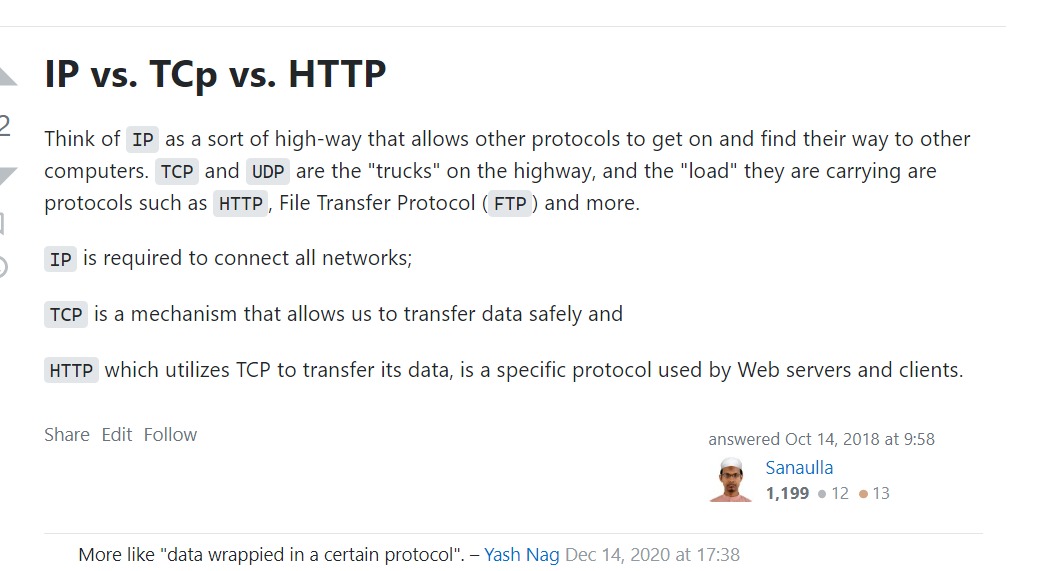 IP vs. TCp vs. HTTP
2
Think of IP as a sort of high-way that allows other protocols to get on and find their way to other
computers. TCP and UDP are the "trucks" on the highway, and the "load" they are carrying are
protocols such as HTTP, File Transfer Protocol (FTP) and more.
IP is required to connect all networks;
TCP is a mechanism that allows us to transfer data safely and
HTTP which utilizes TCP to transfer its data, is a specific protocol used by Web servers and clients.
Share Edit Follow
answered Oct 14, 2018 at 9:58
Sanaulla
1,199 ● 12 ● 13
More like "data wrappied in a certain protocol". – Yash Nag Dec 14, 2020 at 17:38